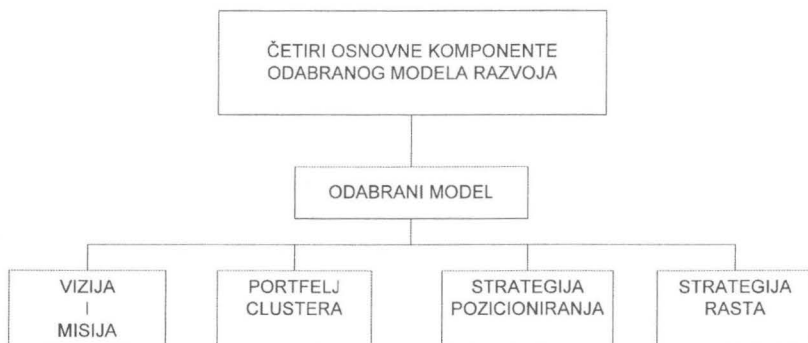 ČETIRI OSNOVNE KOMPONENTE
ODABRANOG MODELA RAZVOJA
ODABRANI MODEL
VIZIJA
I
MISIJA
PORTFELJ
CLUSTERA
STRATEGIJA
POZICIONIRANJA
STRATEGIJA
RASTA